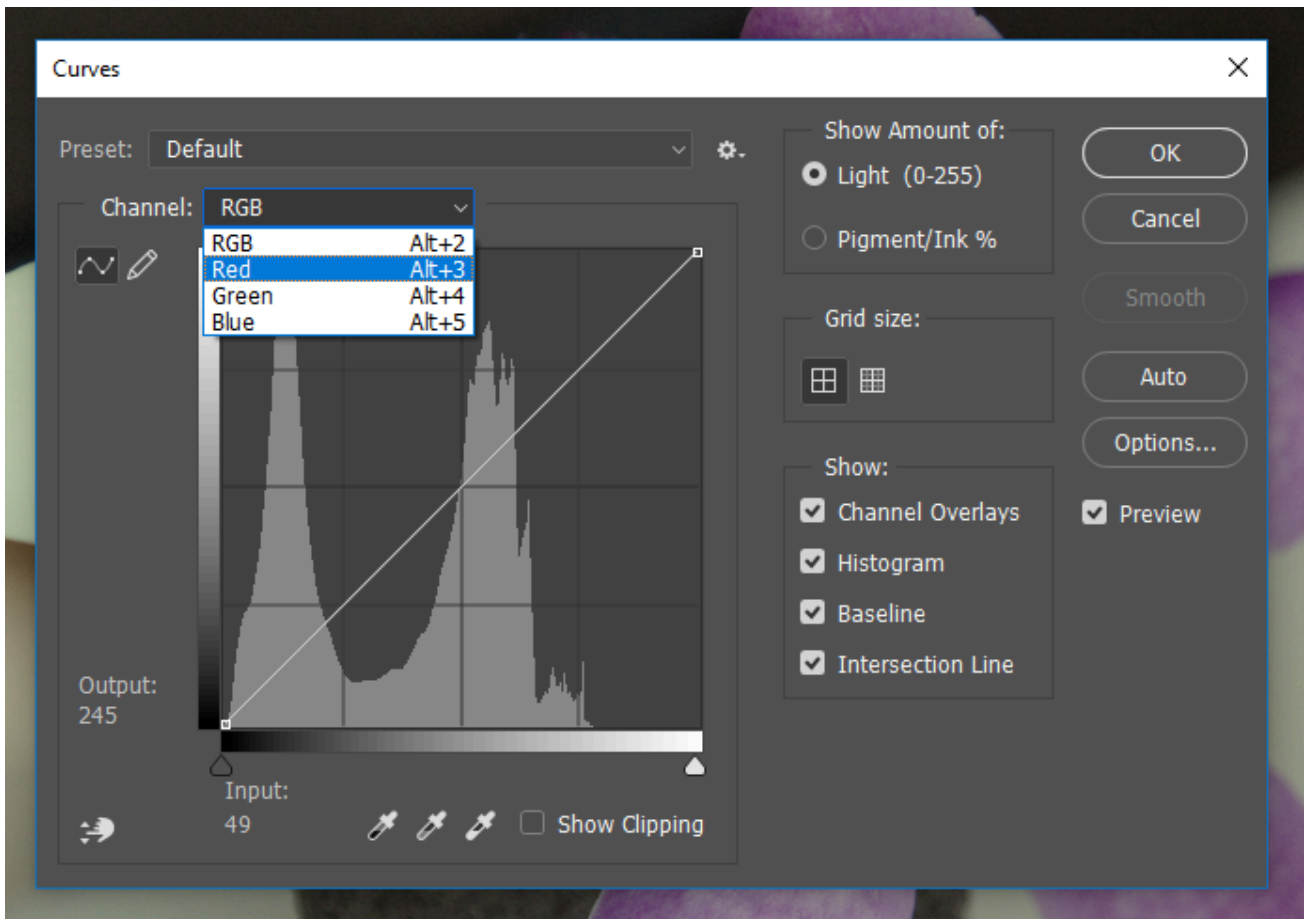 Curves
Preset: Default
Channel: RGB
RGB Alt+2
Red Alt+3
Green Alt+4
Blue Alt+5
Output:
245
Input:
49
Show Clipping
Show Amount of:
Light (0-255)
Pigment/Ink %
Grid size:
Show:
Channel Overlays
Histogram
Baseline
Intersection Line
OK
Cancel
Smooth
Auto
Options...
Preview